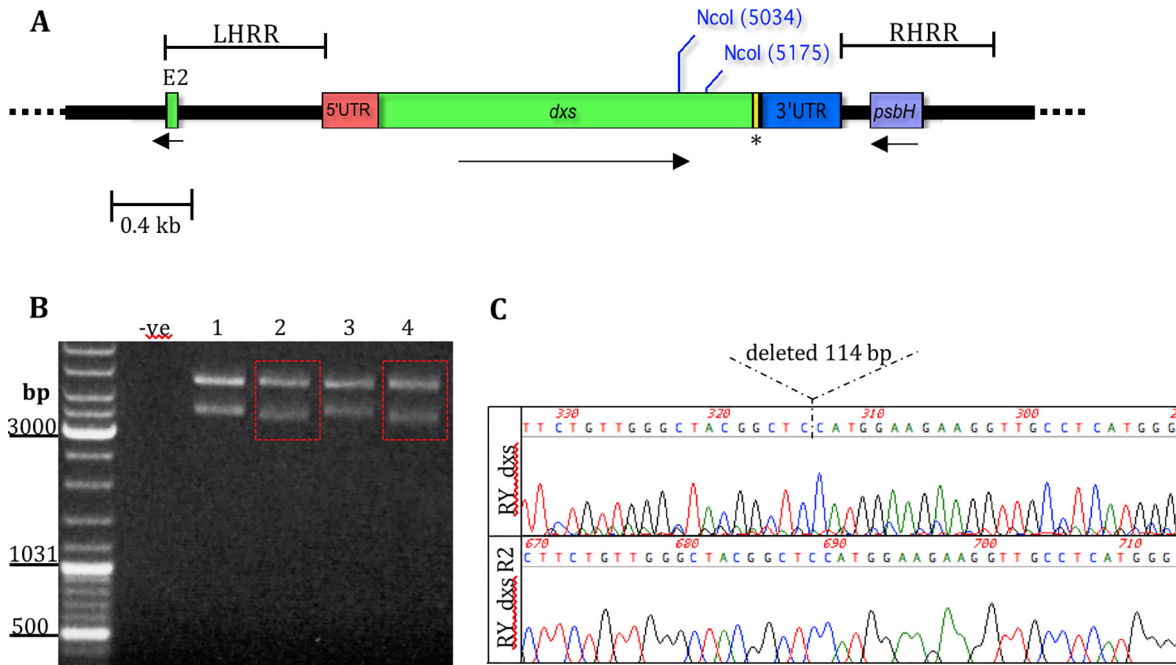 A
LHRR
NcoI (5034)
RHRR
NcoI (5175)
E2
5'UTR
dxs
3'UTR
psbH
*
0.4 kb
B
-ve 1 2 3 4
bp
3000
1031
500
C
deleted 114 bp
330 320 310 300
TTCTGTTGGGCTACGGCTCCATGGAAGAAGGTTGCCTCATGGG
RY_dxs
670 680 690 700 710
CTTCTGTTGGGCTACGGCTCCATGGAAGAAGGTTGCCTCATGGG
RY_dxs R2